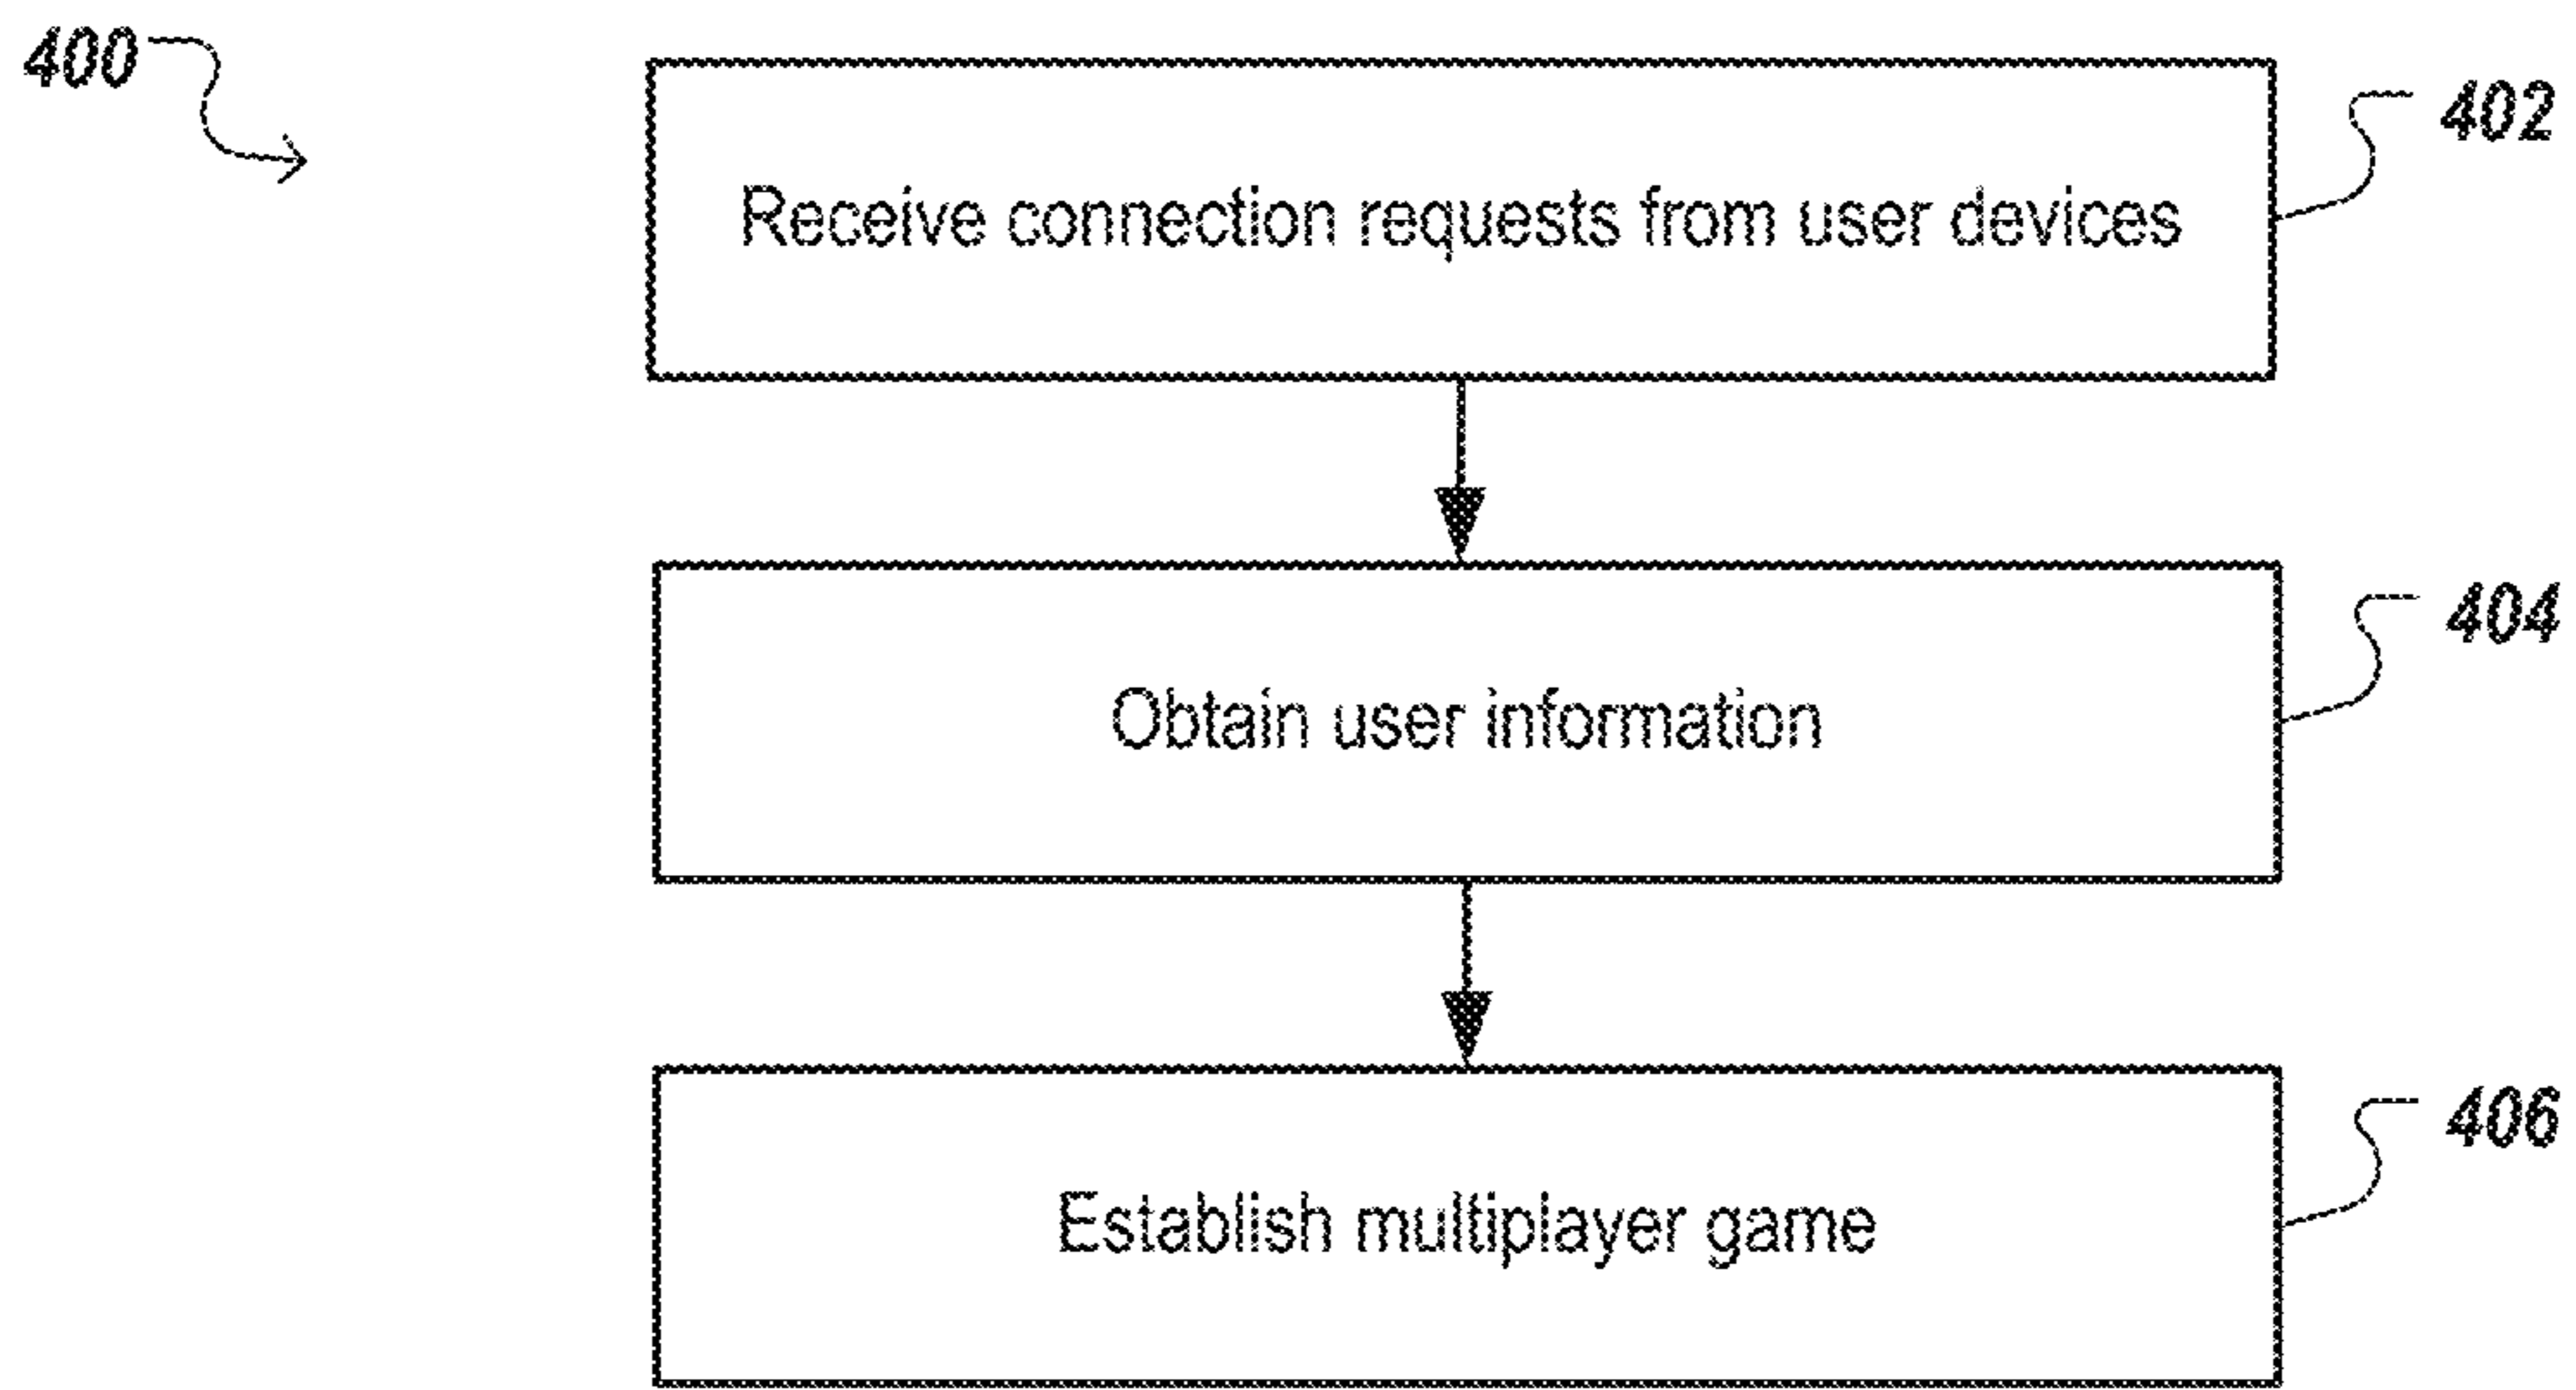 400
402
Receive connection requests from user devices
404
Obtain user information
406
Establish multiplayer game